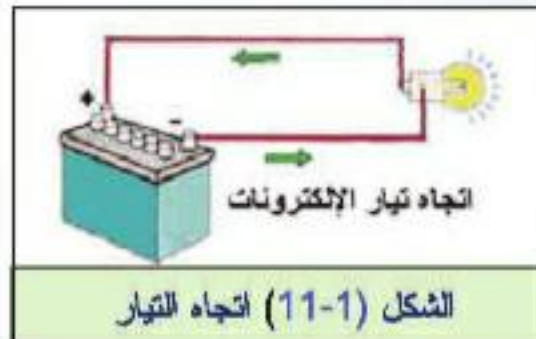 +
-
اتجاه تيار الإلكترونات
الشكل (1-11) اتجاه التيار